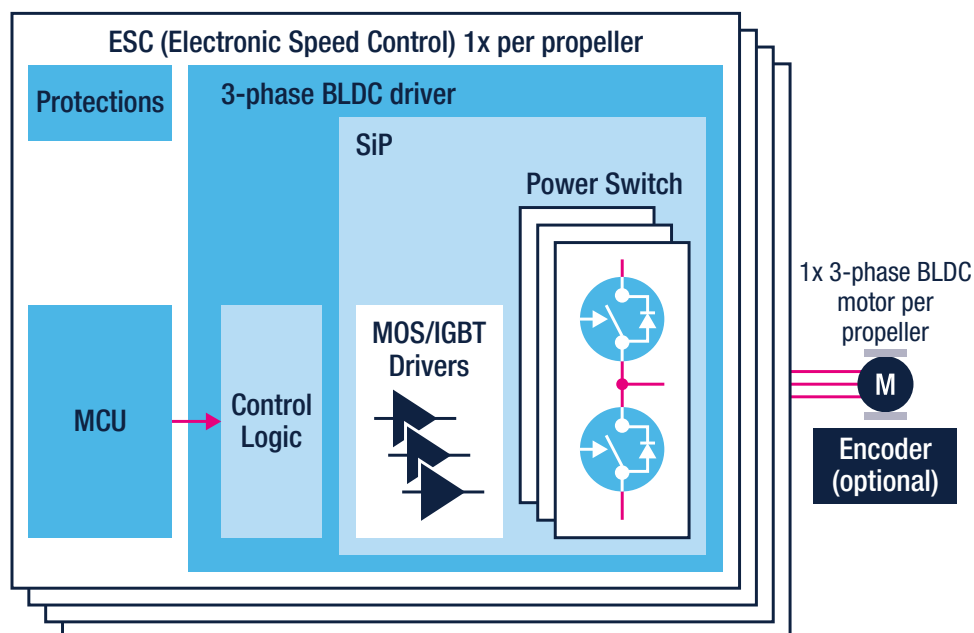 ESC (Electronic Speed Control) 1x per propeller
Protections
3-phase BLDC driver
SiP
Power Switch
MCU
Control
Logic
MOS/IGBT
Drivers
1x 3-phase BLDC
motor per
propeller
M
Encoder
(optional)